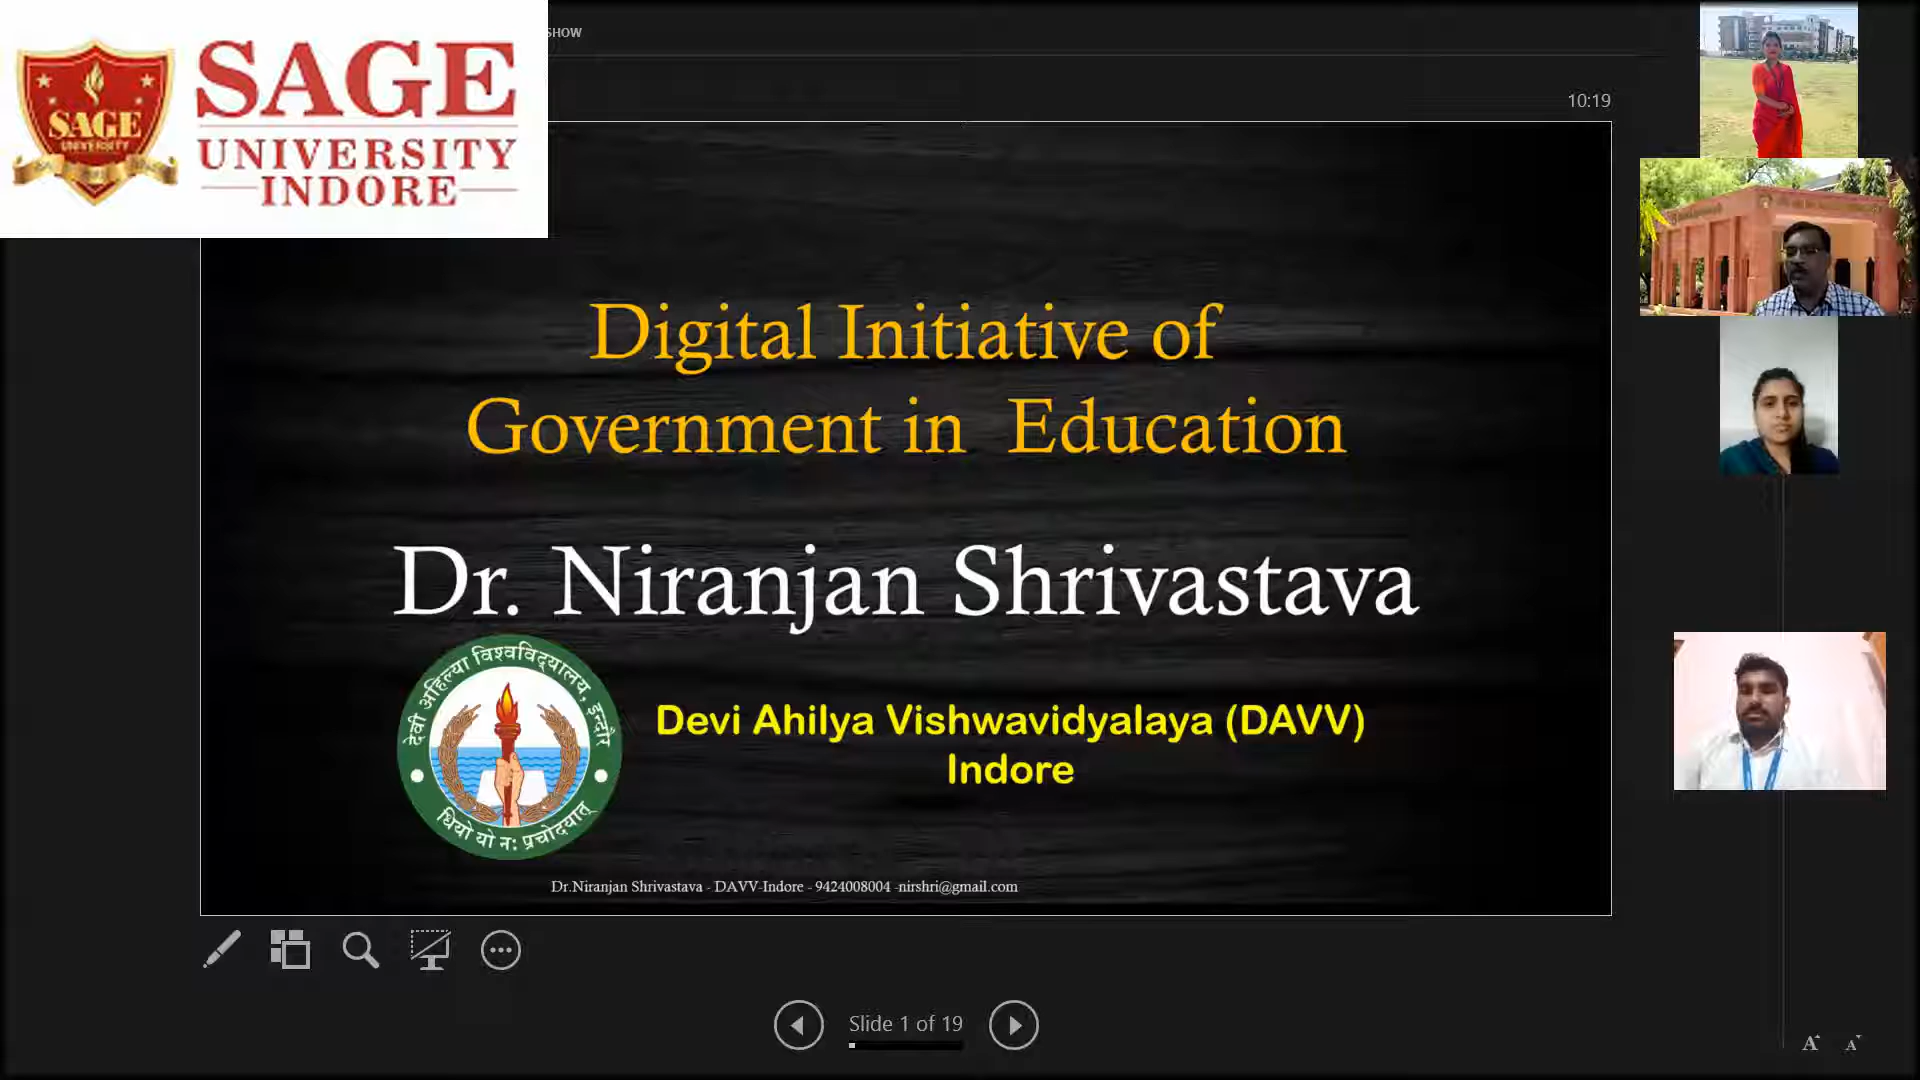 SHOW
SAGE
UNIVERSITY
INDORE
SAGE
UNIVERSITY
10:19
Digital Initiative of
Government in  Education
Dr. Niranjan Shrivastava
देवी अहिल्या विश्वविद्यालय, इन्दौर
धियो यो नः प्रचोदयात्
Devi Ahilya Vishwavidyalaya (DAVV)
Indore
Dr.Niranjan Shrivastava - DAVV-Indore - 9424008004 -nirshri@gmail.com
Slide 1 of 19
A A